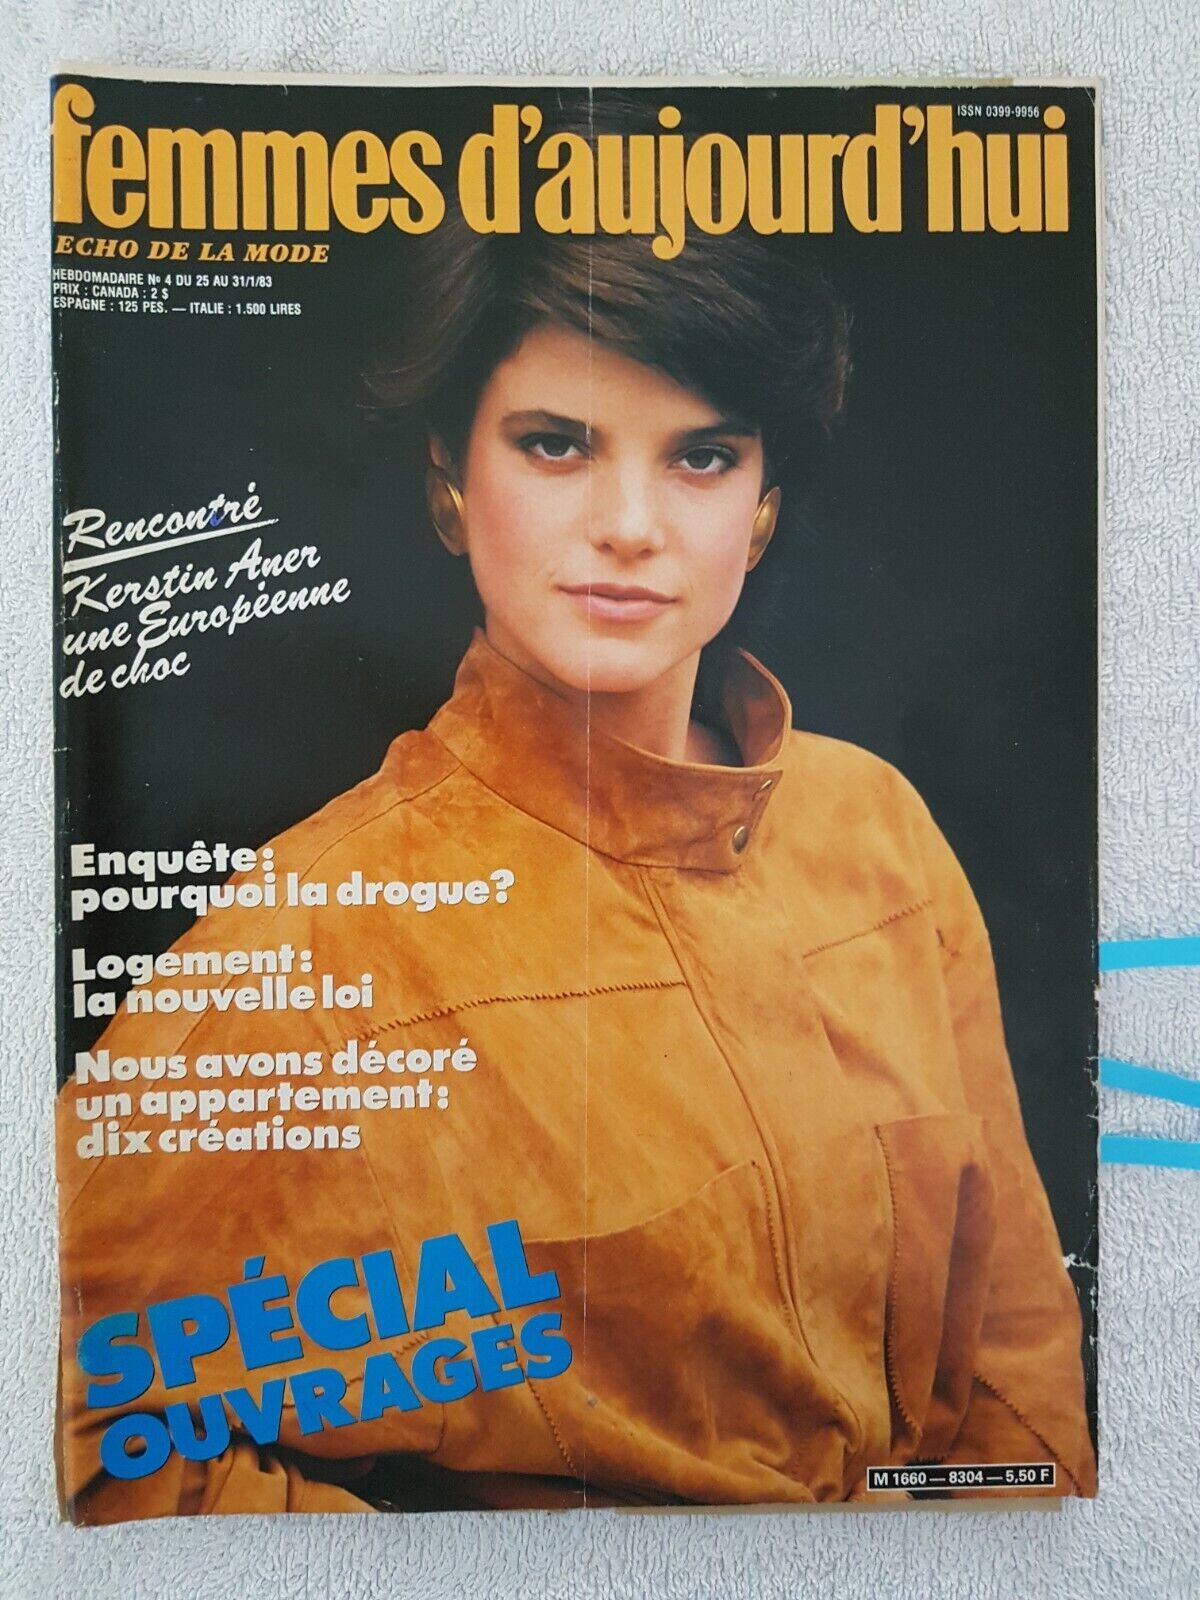 ISSN 0399-9956
femmes d'aujourd'hui
ECHO DE LA MODE
HEBDOMADAIRE No 4 DU 25 AU 31/1/83
PRIX : CANADA : 2 $
ESPAGNE : 125 PES. — ITALIE : 1.500 LIRES
Rencontré
Kerstin Aner
une Européenne
de choc
Enquête:
pourquoi la drogue?
Logement:
la nouvelle loi
Nous avons décoré
un appartement:
dix créations
SPÉCIAL
OUVRAGES
M 1660 — 8304 — 5,50 F